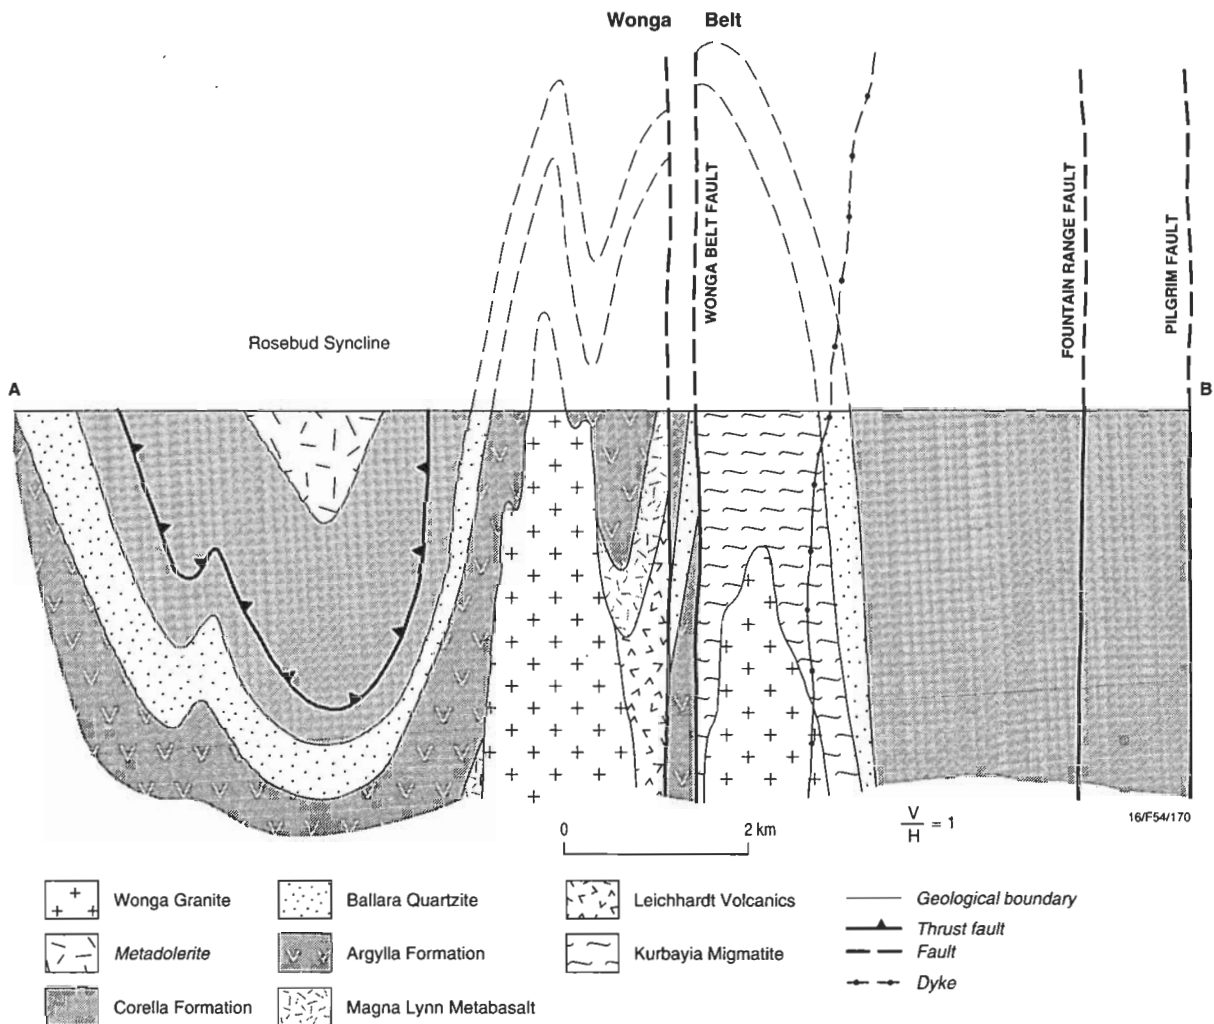 Wonga Belt
WONGA BELT FAULT
FOUNTAIN RANGE FAULT
PILGRIM FAULT
Rosebud Syncline
A
B
0
2 km
V
H
= 1
16/F54/170
Wonga Granite
Metadolerite
Corella Formation
Ballara Quartzite
Argylla Formation
Magna Lynn Metabasalt
Leichhardt Volcanics
Kurbayia Migmatite
Geological boundary
Thrust fault
Fault
Dyke